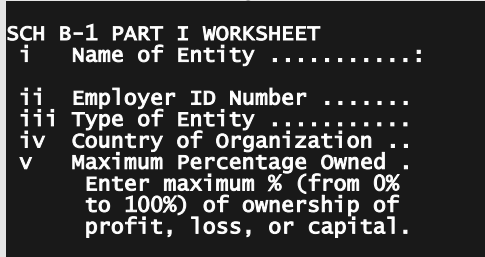 SCH B-1 PART I WORKSHEET
i Name of Entity ...........:
ii Employer ID Number .......
iii Type of Entity ...........
iv Country of Organization ..
v Maximum Percentage Owned .
Enter maximum % (from 0%
to 100%) of ownership of
profit, loss, or capital.